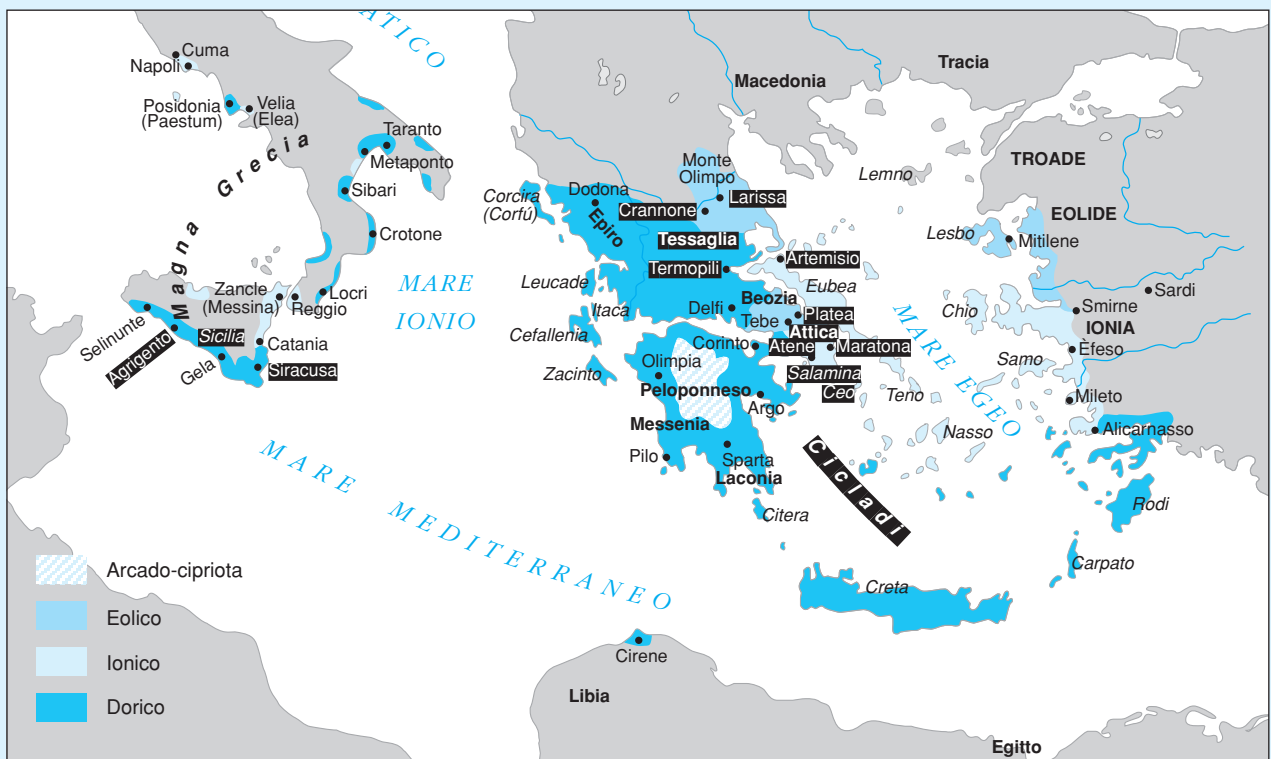 ATICO
Cuma
Napoli
Posidonia
(Paestum)
Velia
(Elea)
Magna Grecia
Taranto
Metaponto
Sibari
Crotone
Locri
Zancle
(Messina)
Reggio
Selinunte
Agrigento
Sicilia
Gela
Catania
Siracusa
MARE
IONIO
Macedonia
Tracia
Monte
Olimpo
Larissa
Crannone
Corcira
(Corfú)
Dodona
Epiro
Tessaglia
Termopili
Artemisio
Eubea
Leucade
Itaca
Cefallenia
Zacinto
Delfi
Beozia
Tebe
Platea
Attica
Corinto
Atene
Maratona
Salamina
Ceo
Olimpia
Peloponneso
Argo
Messenia
Pilo
Sparta
Laconia
Citera
Cicladi
MARE EGEO
Lemno
TROADE
EOLIDE
Lesbo
Mitilene
Sardi
Chio
Smirne
IONIA
Èfeso
Samo
Mileto
Teno
Nasso
Alicarnasso
Rodi
Carpato
Creta
MARE MEDITERRANEO
Cirene
Libia
Egitto
Arcado-cipriota
Eolico
Ionico
Dorico